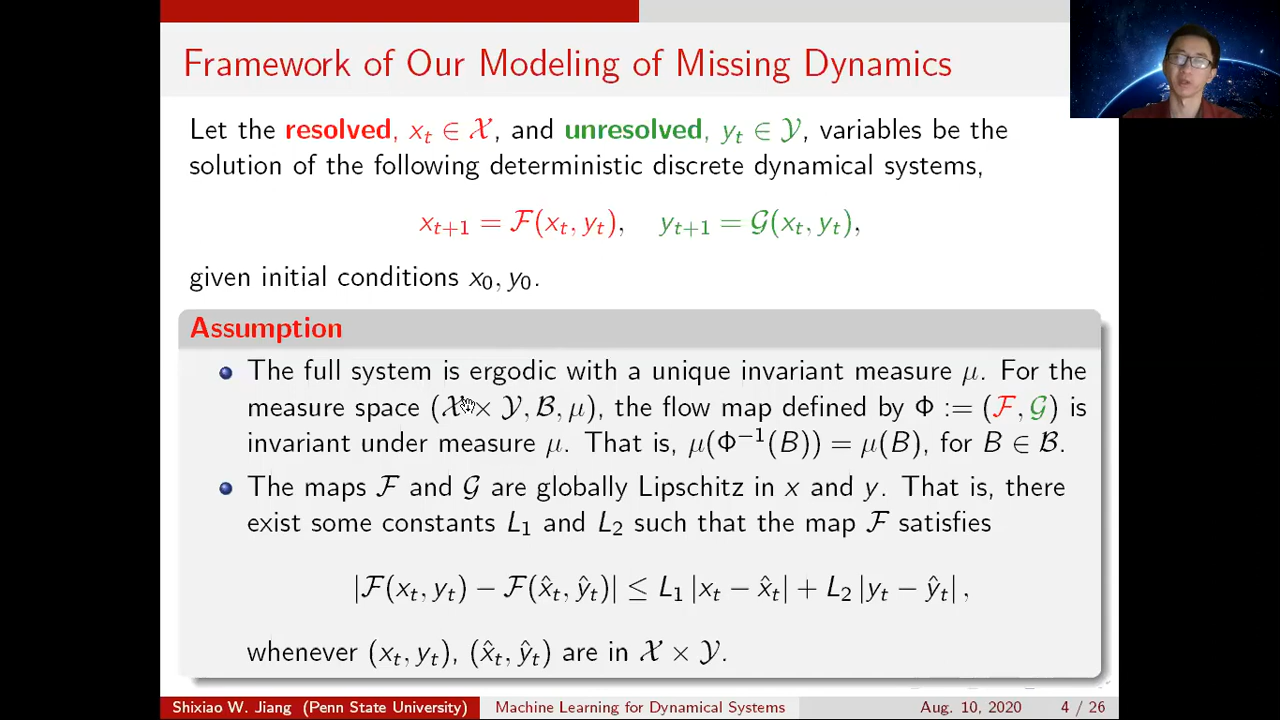 Framework of Our Modeling of Missing Dynamics
Let the resolved, xₜ ∈ 𝒳, and unresolved, yₜ ∈ 𝒴, variables be the
solution of the following deterministic discrete dynamical systems,
xₜ₊₁ = ℱ(xₜ, yₜ), yₜ₊₁ = 𝒢(xₜ, yₜ),
given initial conditions x₀, y₀.
Assumption
The full system is ergodic with a unique invariant measure μ. For the
measure space (𝒳 × 𝒴, ℬ, μ), the flow map defined by Φ := (ℱ, 𝒢) is
invariant under measure μ. That is, μ(Φ⁻¹(B)) = μ(B), for B ∈ ℬ.
The maps ℱ and 𝒢 are globally Lipschitz in x and y. That is, there
exist some constants L₁ and L₂ such that the map ℱ satisfies
|ℱ(xₜ, yₜ) − ℱ(x̂ₜ, ŷₜ)| ≤ L₁ |xₜ − x̂ₜ| + L₂ |yₜ − ŷₜ| ,
whenever (xₜ, yₜ), (x̂ₜ, ŷₜ) are in 𝒳 × 𝒴.
Shixiao W. Jiang (Penn State University) Machine Learning for Dynamical Systems Aug. 10, 2020 4 / 26